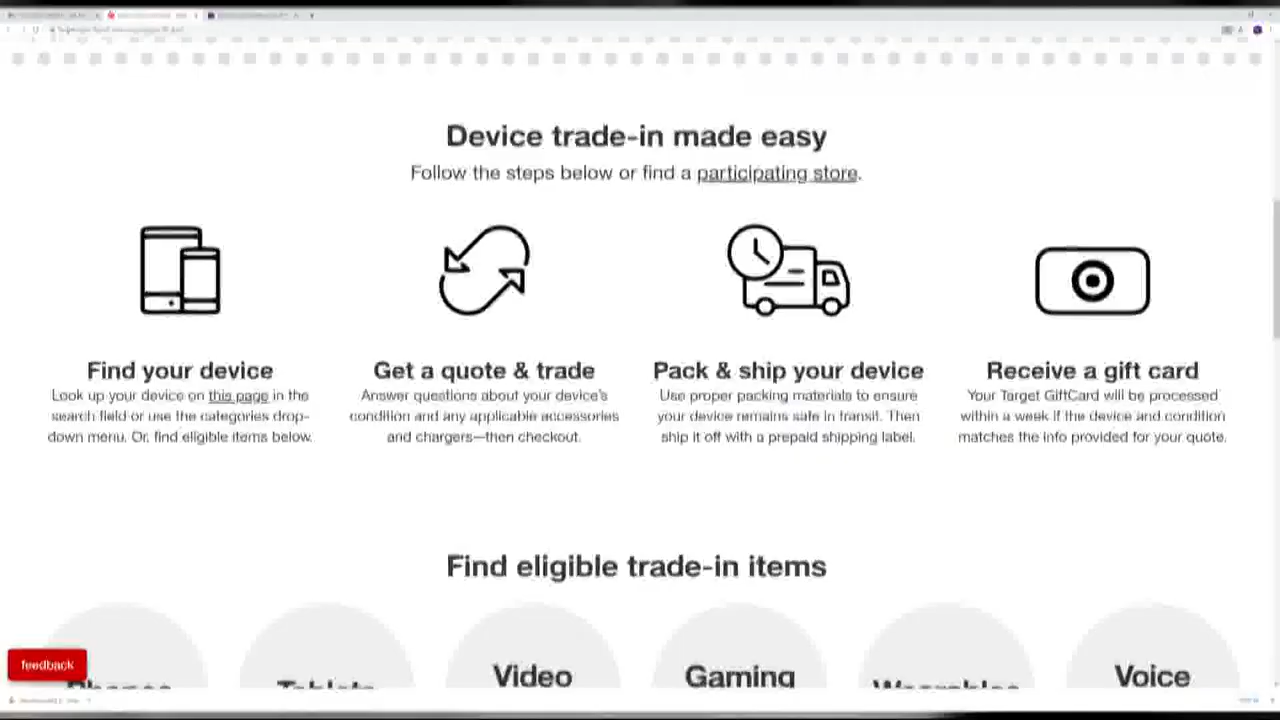 Device trade-in made easy
Follow the steps below or find a participating store.
Find your device
Look up your device on this page in the
search field or use the categories drop-
down menu. Or, find eligible items below.
Get a quote & trade
Answer questions about your device's
condition and any applicable accessories
and chargers—then checkout.
Pack & ship your device
Use proper packing materials to ensure
your device remains safe in transit. Then
ship it off with a prepaid shipping label.
Receive a gift card
Your Target GiftCard will be processed
within a week if the device and condition
matches the info provided for your quote.
Find eligible trade-in items
feedback
Phones
Tablets
Video
Gaming
Wearables
Voice